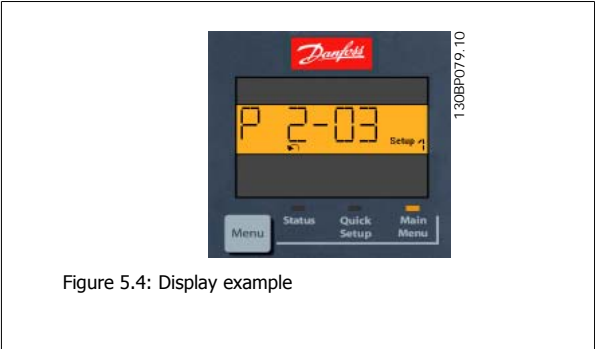 Danfoss
130BP079.10
P 2-03
Setup 1
Menu
Status
Quick Setup
Main Menu
Figure 5.4: Display example